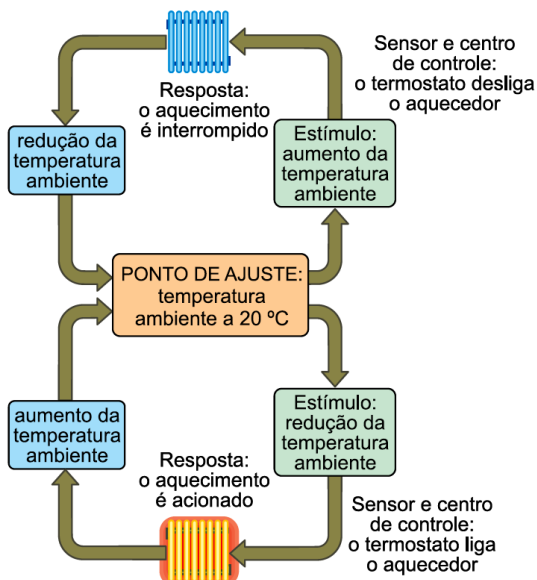 Sensor e centro
de controle:
o termostato desliga
o aquecedor
Resposta:
o aquecimento
é interrompido
Estímulo:
aumento da
temperatura
ambiente
redução da
temperatura
ambiente
PONTO DE AJUSTE:
temperatura
ambiente a 20 ºC
aumento da
temperatura
ambiente
Estímulo:
redução da
temperatura
ambiente
Resposta:
o aquecimento
é acionado
Sensor e centro
de controle:
o termostato liga
o aquecedor